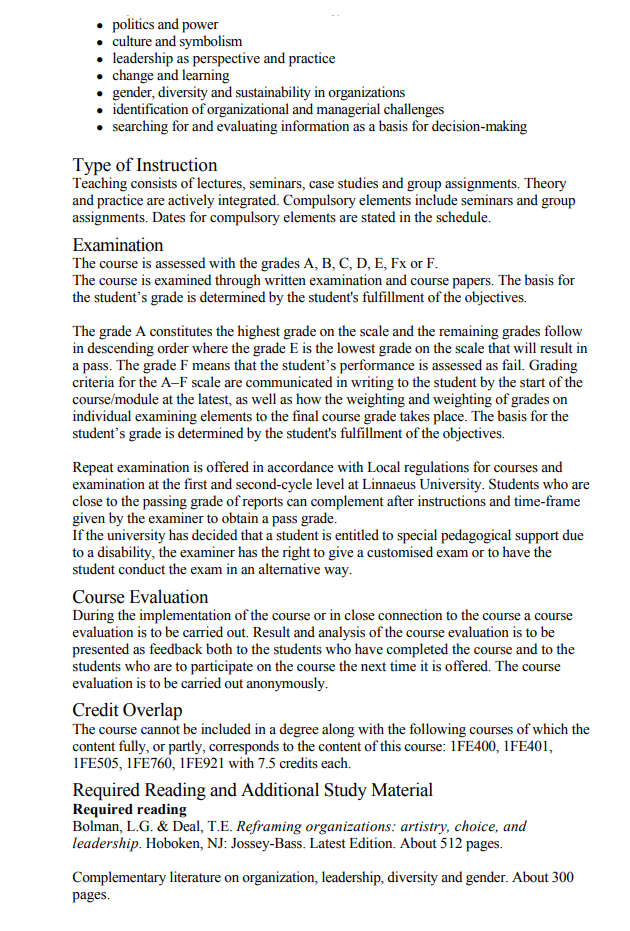 • politics and power
• culture and symbolism
• leadership as perspective and practice
• change and learning
• gender, diversity and sustainability in organizations
• identification of organizational and managerial challenges
• searching for and evaluating information as a basis for decision-making
Type of Instruction
Teaching consists of lectures, seminars, case studies and group assignments. Theory
and practice are actively integrated. Compulsory elements include seminars and group
assignments. Dates for compulsory elements are stated in the schedule.
Examination
The course is assessed with the grades A, B, C, D, E, Fx or F.
The course is examined through written examination and course papers. The basis for
the student’s grade is determined by the student's fulfillment of the objectives.
The grade A constitutes the highest grade on the scale and the remaining grades follow
in descending order where the grade E is the lowest grade on the scale that will result in
a pass. The grade F means that the student’s performance is assessed as fail. Grading
criteria for the A–F scale are communicated in writing to the student by the start of the
course/module at the latest, as well as how the weighting and weighting of grades on
individual examining elements to the final course grade takes place. The basis for the
student’s grade is determined by the student's fulfillment of the objectives.
Repeat examination is offered in accordance with Local regulations for courses and
examination at the first and second-cycle level at Linnaeus University. Students who are
close to the passing grade of reports can complement after instructions and time-frame
given by the examiner to obtain a pass grade.
If the university has decided that a student is entitled to special pedagogical support due
to a disability, the examiner has the right to give a customised exam or to have the
student conduct the exam in an alternative way.
Course Evaluation
During the implementation of the course or in close connection to the course a course
evaluation is to be carried out. Result and analysis of the course evaluation is to be
presented as feedback both to the students who have completed the course and to the
students who are to participate on the course the next time it is offered. The course
evaluation is to be carried out anonymously.
Credit Overlap
The course cannot be included in a degree along with the following courses of which the
content fully, or partly, corresponds to the content of this course: 1FE400, 1FE401,
1FE505, 1FE760, 1FE921 with 7.5 credits each.
Required Reading and Additional Study Material
Required reading
Bolman, L.G. & Deal, T.E. Reframing organizations: artistry, choice, and
leadership. Hoboken, NJ: Jossey-Bass. Latest Edition. About 512 pages.
Complementary literature on organization, leadership, diversity and gender. About 300
pages.